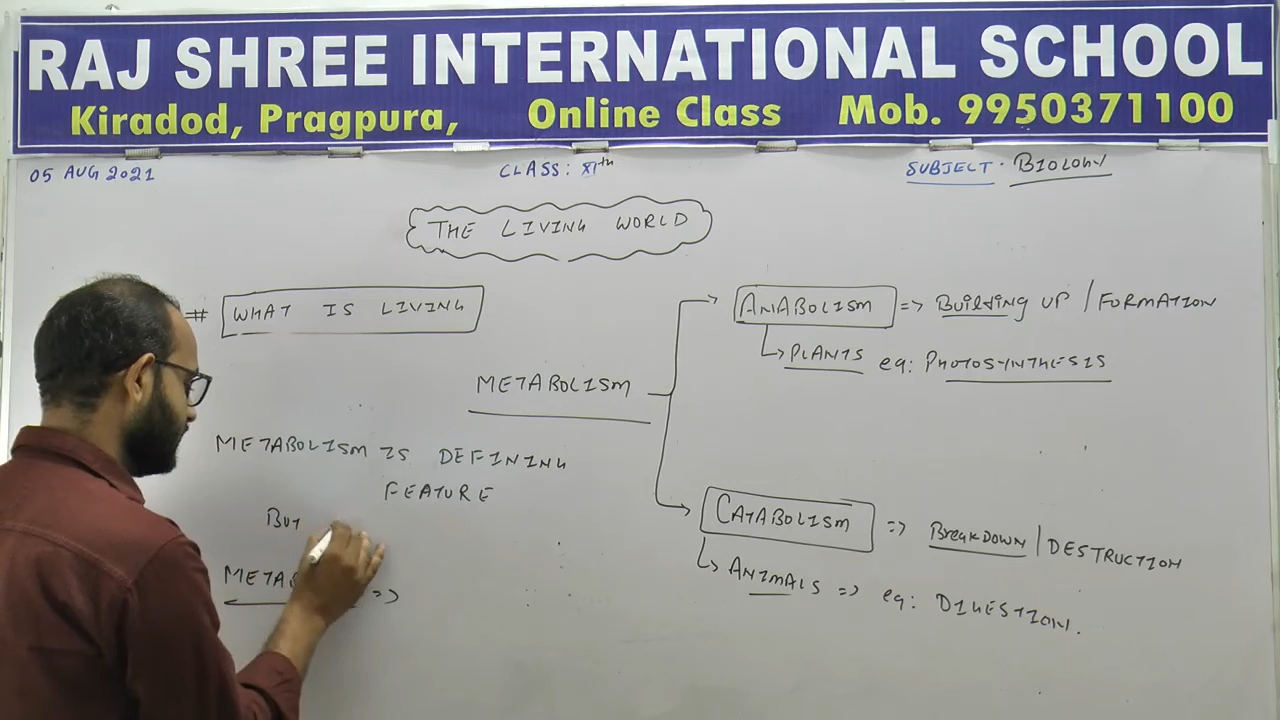 RAJ SHREE INTERNATIONAL SCHOOL
Kiradod, Pragpura, Online Class Mob. 9950371100
05 AUG 2021 CLASS: XIth SUBJECT · BIOLOGY
THE LIVING WORLD
# WHAT IS LIVING
ANABOLISM => Building UP / FORMATION
PLANTS eg: PHOTOSYNTHESIS
METABOLISM
METABOLISM IS DEFINING
FEATURE
CATABOLISM => BreakDOWN / DESTRUCTION
ANIMALS => eg: DIGESTION.
BUT
=>